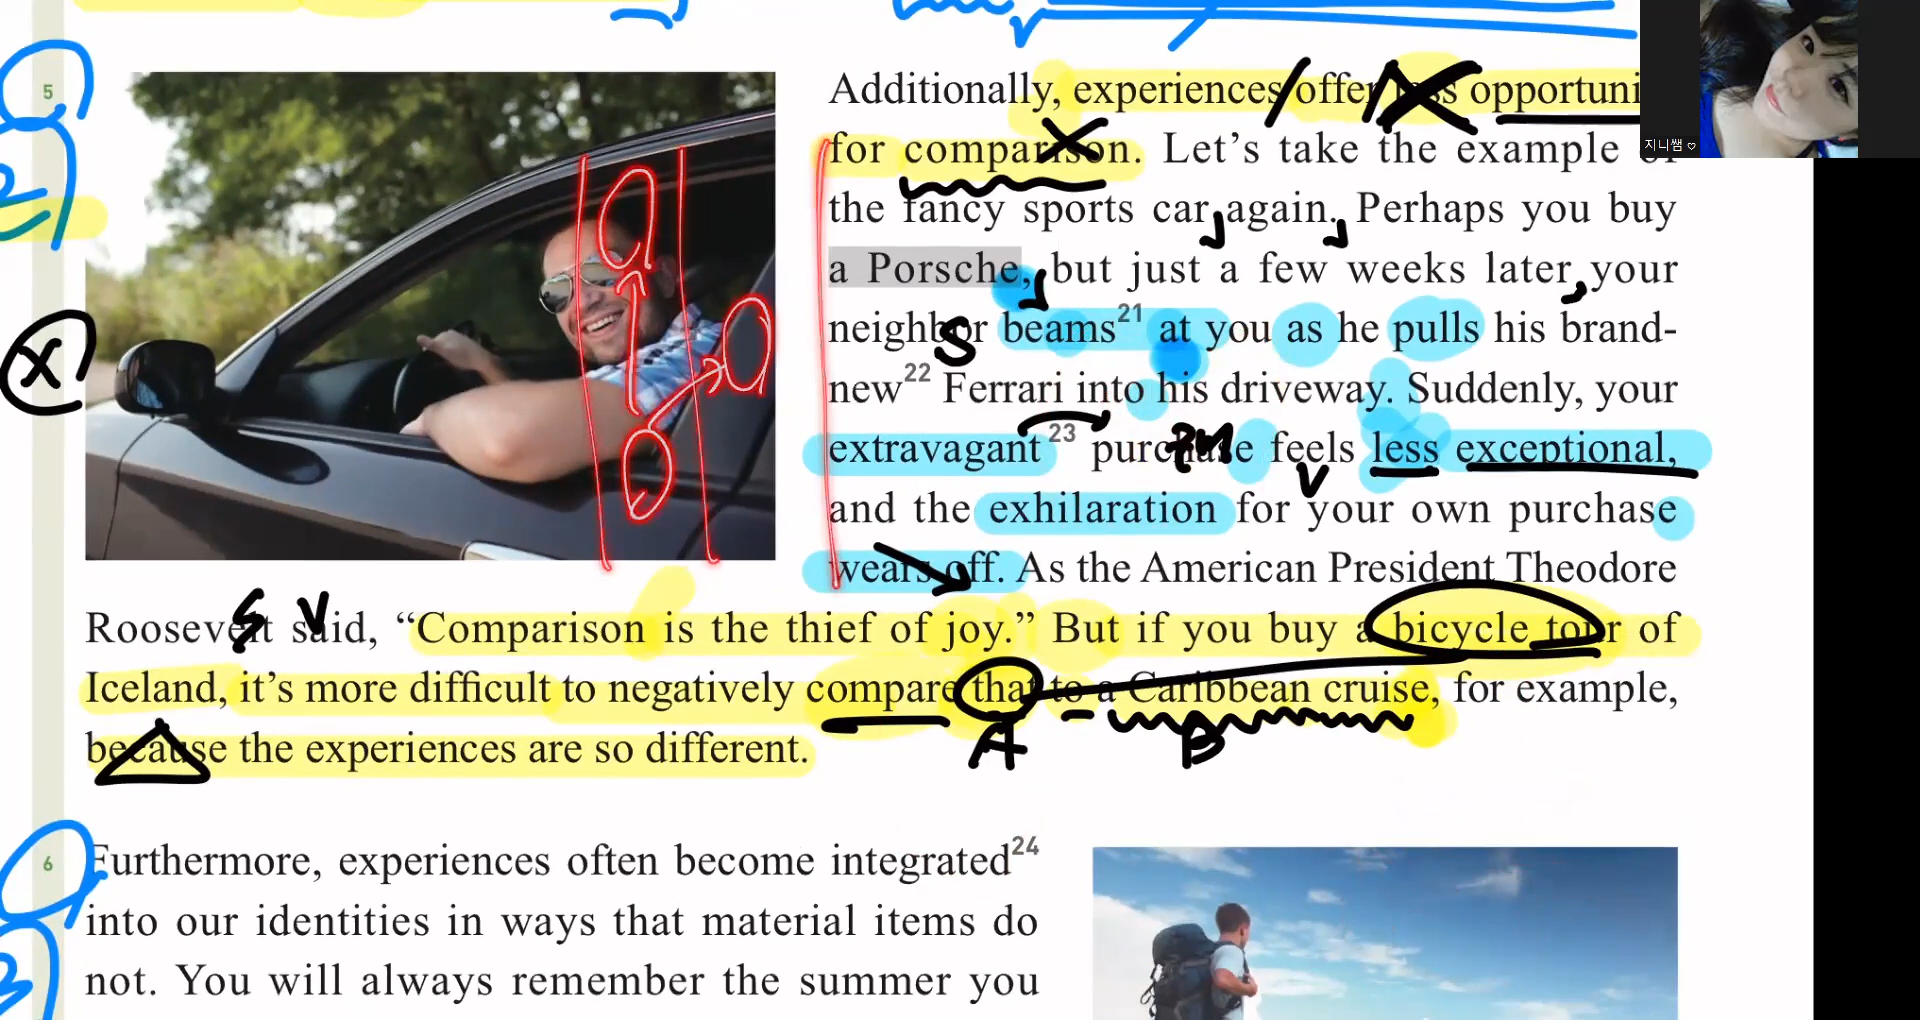 5
Additionally, experiences offer less opportuni
for comparison. Let's take the example of
the fancy sports car again. Perhaps you buy
a Porsche, but just a few weeks later, your
neighbor beams21 at you as he pulls his brand-
new22 Ferrari into his driveway. Suddenly, your
extravagant23 purchase feels less exceptional,
and the exhilaration for your own purchase
wears off. As the American President Theodore
Roosevelt said, “Comparison is the thief of joy.” But if you buy a bicycle tour of
Iceland, it's more difficult to negatively compare that to a Caribbean cruise, for example,
because the experiences are so different.
6
Furthermore, experiences often become integrated24
into our identities in ways that material items do
not. You will always remember the summer you
지니쌤 ♡
S
V
S V
A
B
X
2
3